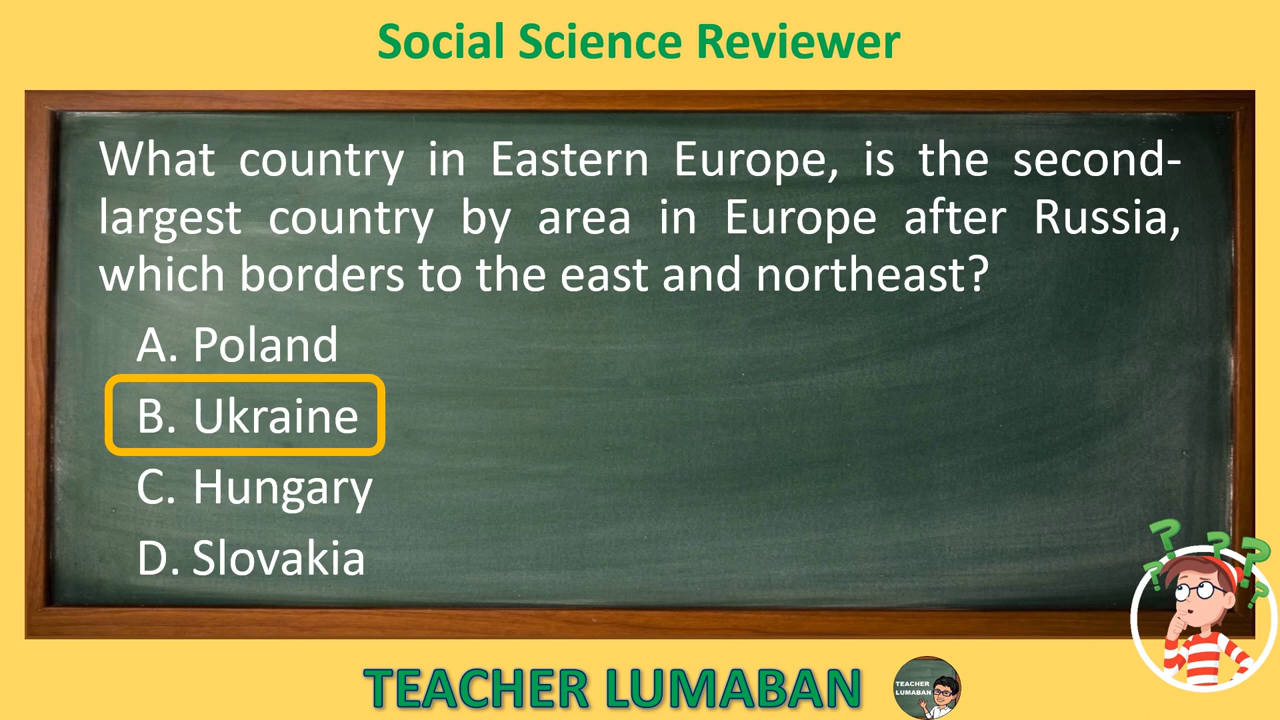 Social Science Reviewer
What country in Eastern Europe, is the second-
largest country by area in Europe after Russia,
which borders to the east and northeast?
A. Poland
B. Ukraine
C. Hungary
D. Slovakia
? ? ? ? ?
TEACHER LUMABAN
TEACHER
LUMABAN